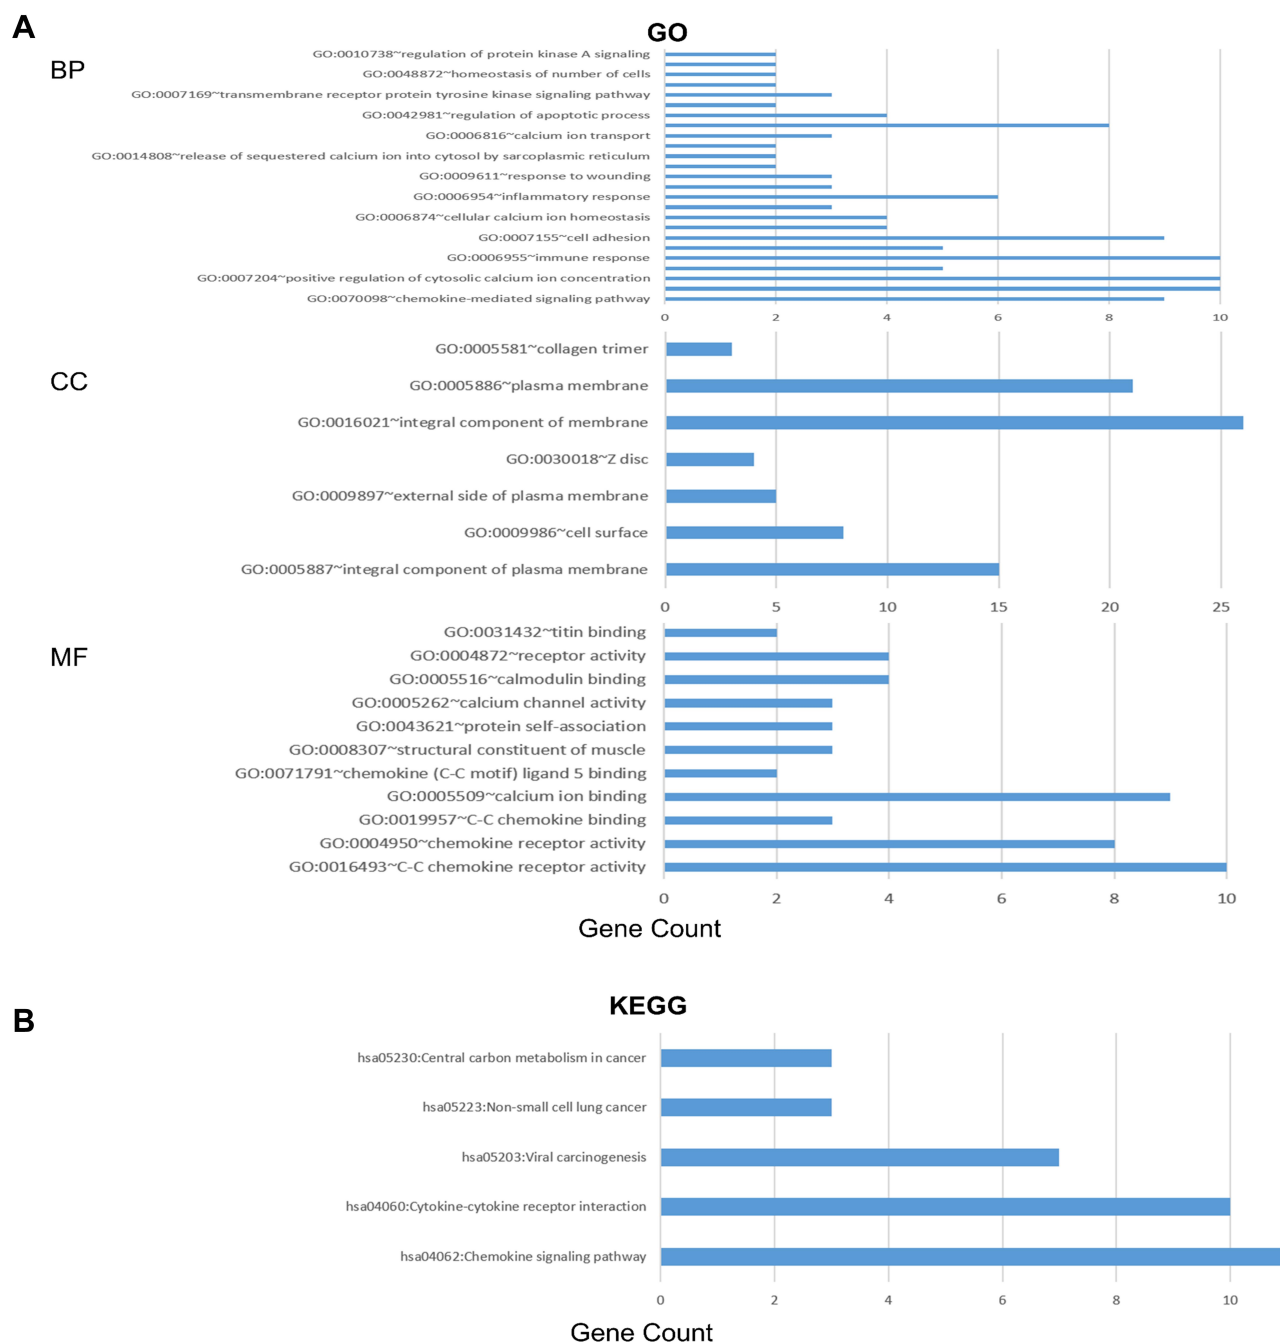 A
GO
BP
GO:0010738~regulation of protein kinase A signaling
GO:0048872~homeostasis of number of cells
GO:0007169~transmembrane receptor protein tyrosine kinase signaling pathway
GO:0042981~regulation of apoptotic process
GO:0006816~calcium ion transport
GO:0014808~release of sequestered calcium ion into cytosol by sarcoplasmic reticulum
GO:0009611~response to wounding
GO:0006954~inflammatory response
GO:0006874~cellular calcium ion homeostasis
GO:0007155~cell adhesion
GO:0006955~immune response
GO:0007204~positive regulation of cytosolic calcium ion concentration
GO:0070098~chemokine-mediated signaling pathway
0 2 4 6 8 10
CC
GO:0005581~collagen trimer
GO:0005886~plasma membrane
GO:0016021~integral component of membrane
GO:0030018~Z disc
GO:0009897~external side of plasma membrane
GO:0009986~cell surface
GO:0005887~integral component of plasma membrane
0 5 10 15 20 25
MF
GO:0031432~titin binding
GO:0004872~receptor activity
GO:0005516~calmodulin binding
GO:0005262~calcium channel activity
GO:0043621~protein self-association
GO:0008307~structural constituent of muscle
GO:0071791~chemokine (C-C motif) ligand 5 binding
GO:0005509~calcium ion binding
GO:0019957~C-C chemokine binding
GO:0004950~chemokine receptor activity
GO:0016493~C-C chemokine receptor activity
0 2 4 6 8 10
Gene Count
B
KEGG
hsa05230:Central carbon metabolism in cancer
hsa05223:Non-small cell lung cancer
hsa05203:Viral carcinogenesis
hsa04060:Cytokine-cytokine receptor interaction
hsa04062:Chemokine signaling pathway
0 2 4 6 8 10
Gene Count